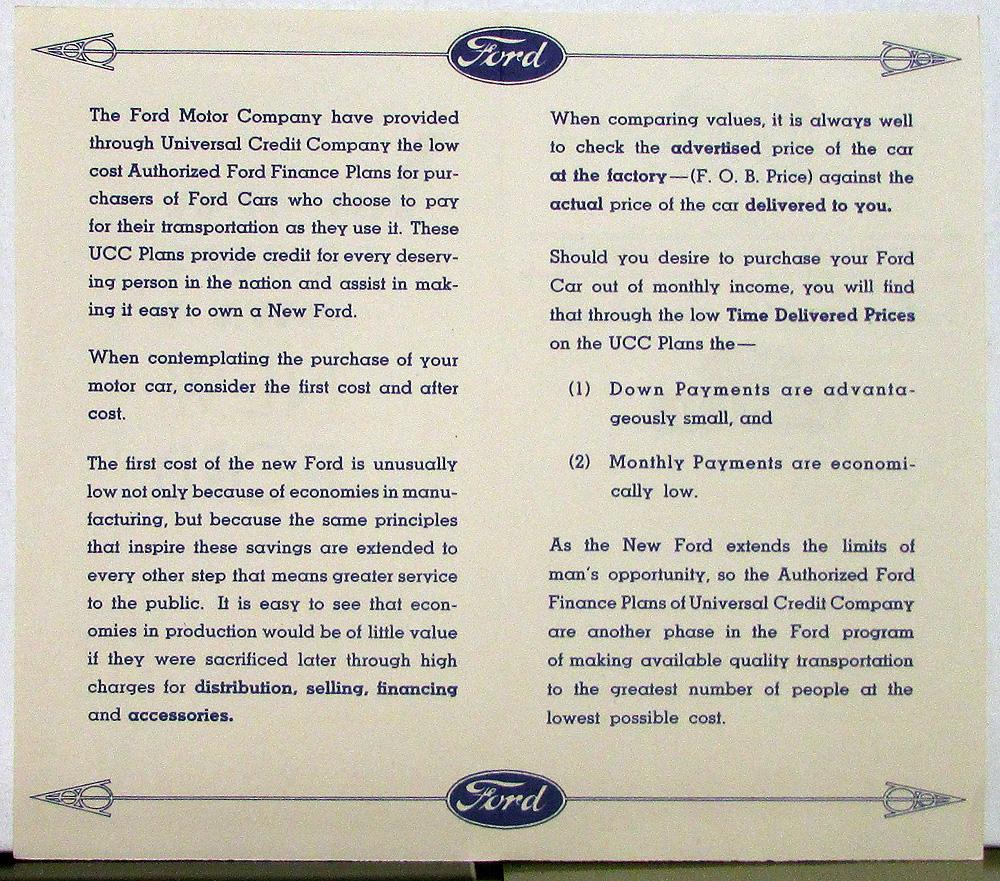 Ford
The Ford Motor Company have provided
through Universal Credit Company the low
cost Authorized Ford Finance Plans for pur-
chasers of Ford Cars who choose to pay
for their transportation as they use it. These
UCC Plans provide credit for every deserv-
ing person in the nation and assist in mak-
ing it easy to own a New Ford.
When contemplating the purchase of your
motor car, consider the first cost and after
cost.
The first cost of the new Ford is unusually
low not only because of economies in manu-
facturing, but because the same principles
that inspire these savings are extended to
every other step that means greater service
to the public. It is easy to see that econ-
omies in production would be of little value
if they were sacrificed later through high
charges for distribution, selling, financing
and accessories.
When comparing values, it is always well
to check the advertised price of the car
at the factory—(F. O. B. Price) against the
actual price of the car delivered to you.
Should you desire to purchase your Ford
Car out of monthly income, you will find
that through the low Time Delivered Prices
on the UCC Plans the—
(1) Down Payments are advanta-
geously small, and
(2) Monthly Payments are economi-
cally low.
As the New Ford extends the limits of
man's opportunity, so the Authorized Ford
Finance Plans of Universal Credit Company
are another phase in the Ford program
of making available quality transportation
to the greatest number of people at the
lowest possible cost.
Ford